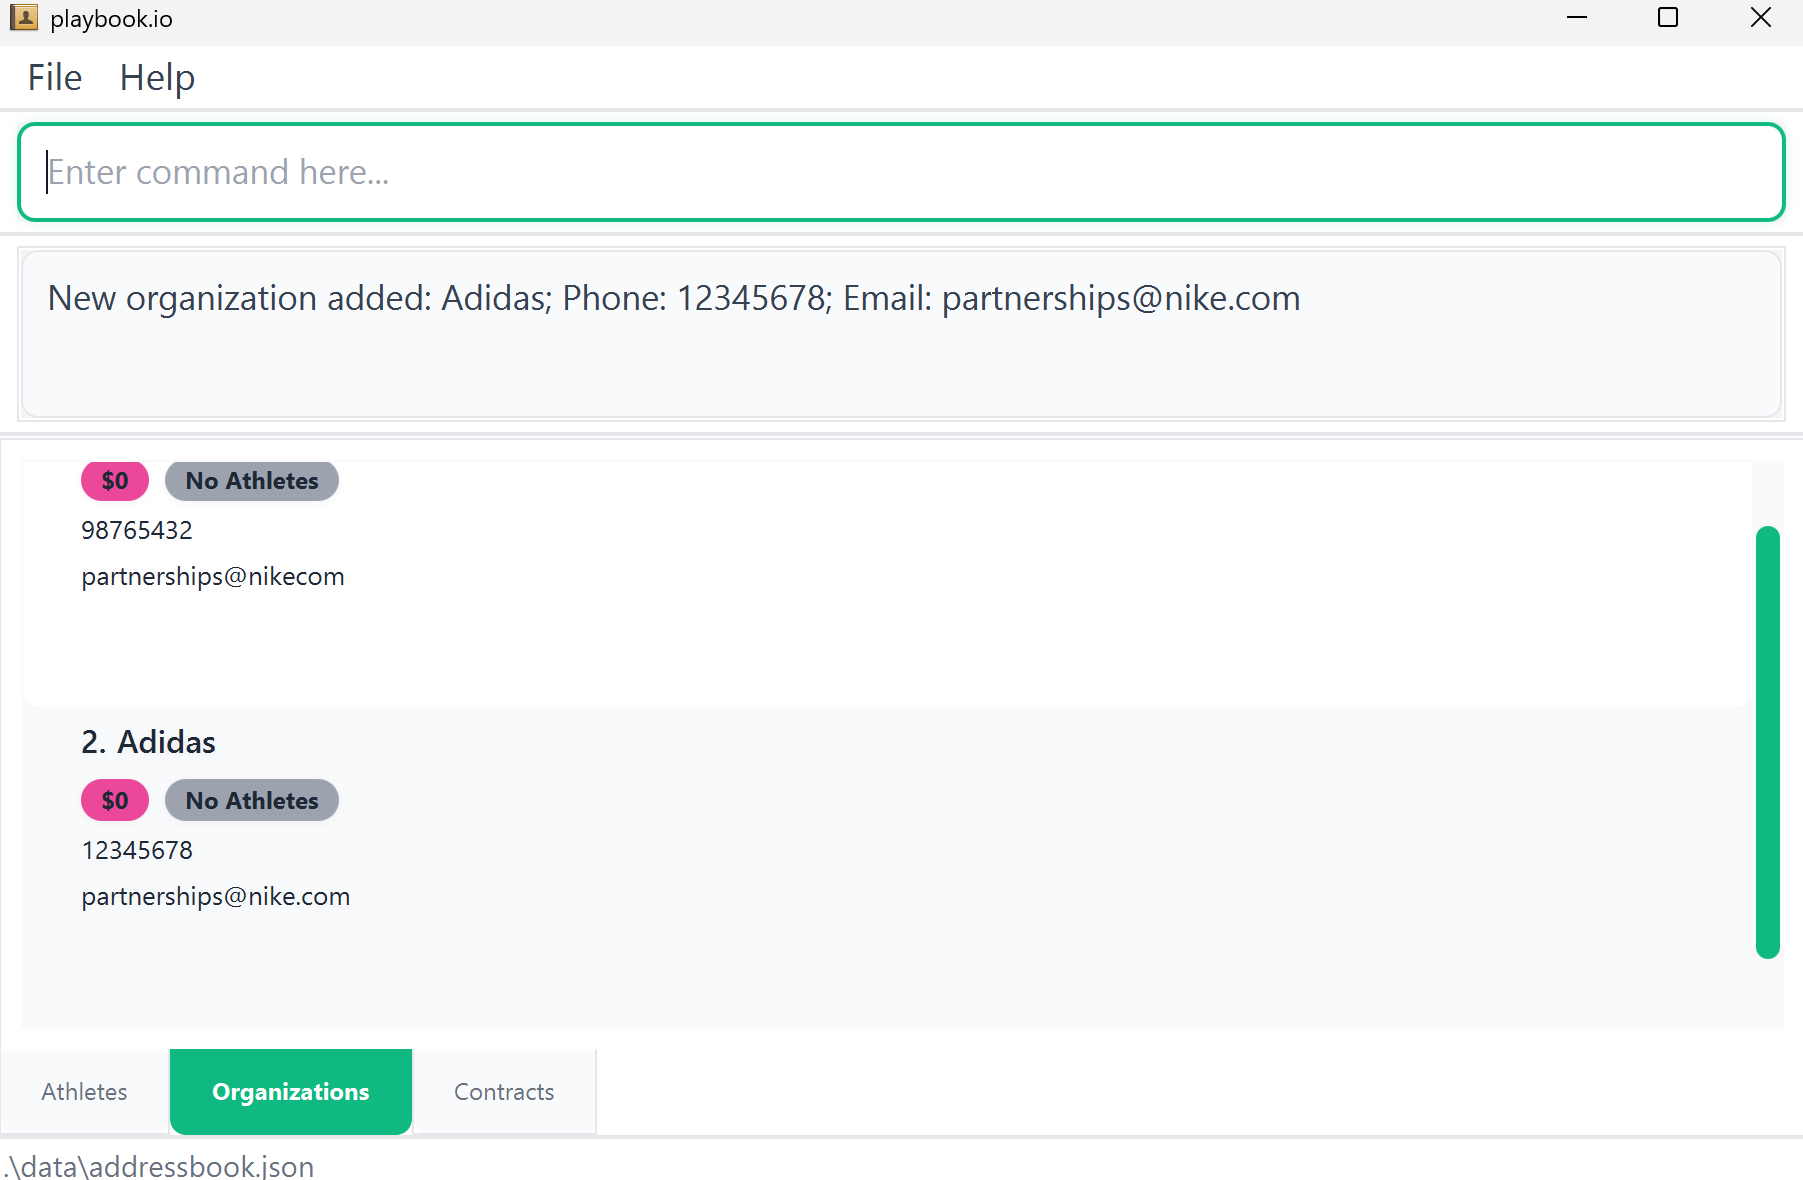 playbook.io
File Help
Enter command here...
New organization added: Adidas; Phone: 12345678; Email: partnerships@nike.com
$0 No Athletes
98765432
partnerships@nikecom
2. Adidas
$0 No Athletes
12345678
partnerships@nike.com
Athletes Organizations Contracts
.\data\addressbook.json